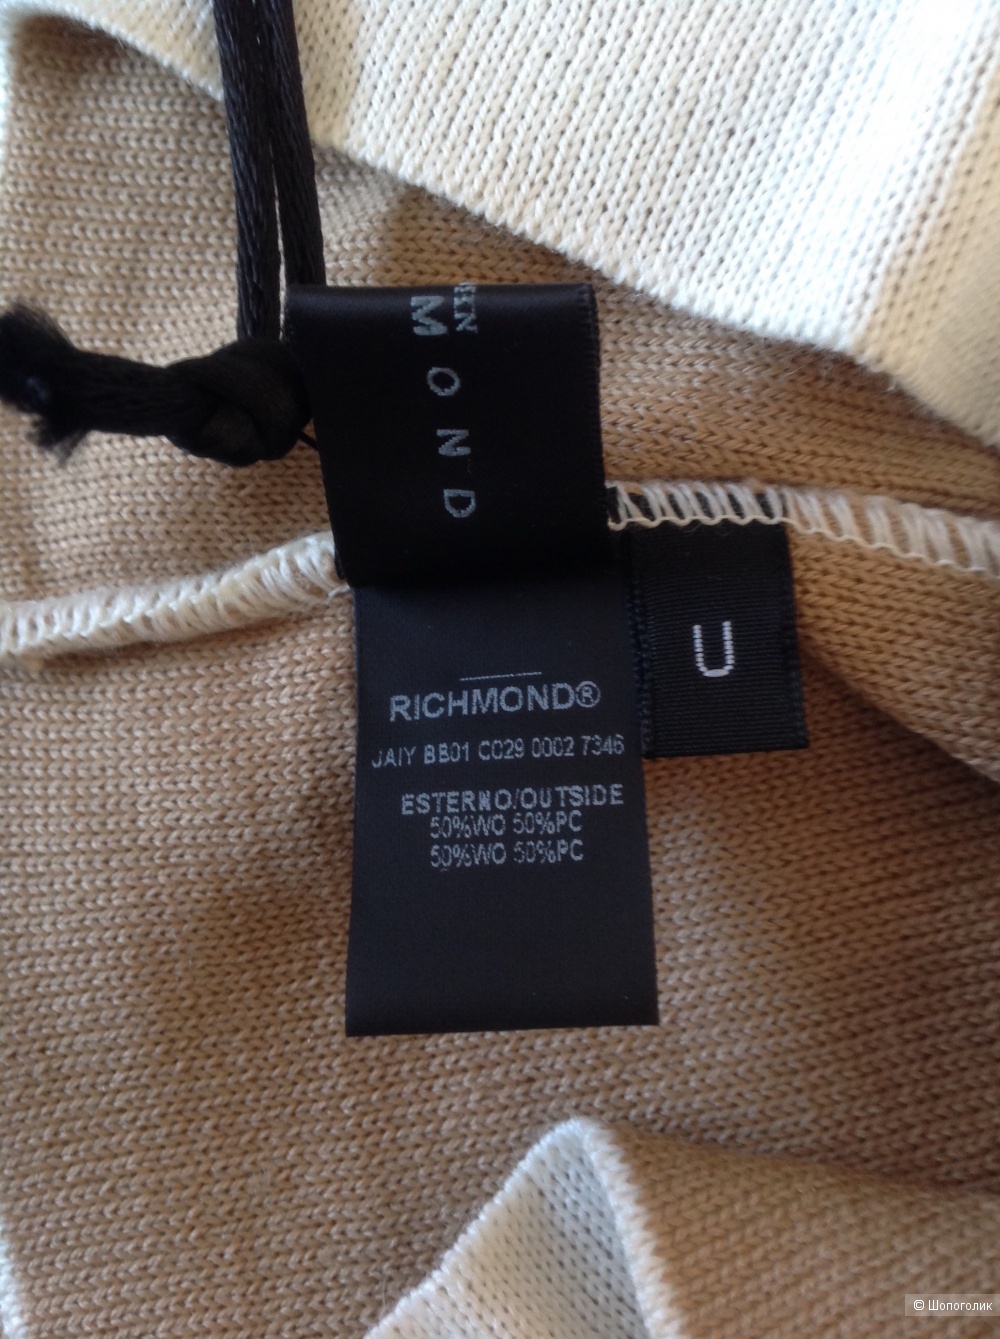 MOND
U
RICHMOND®
JAIY BB01 C029 0002 7346
ESTERNO/OUTSIDE
50%WO 50%PC
50%WO 50%PC
© Шопоголик